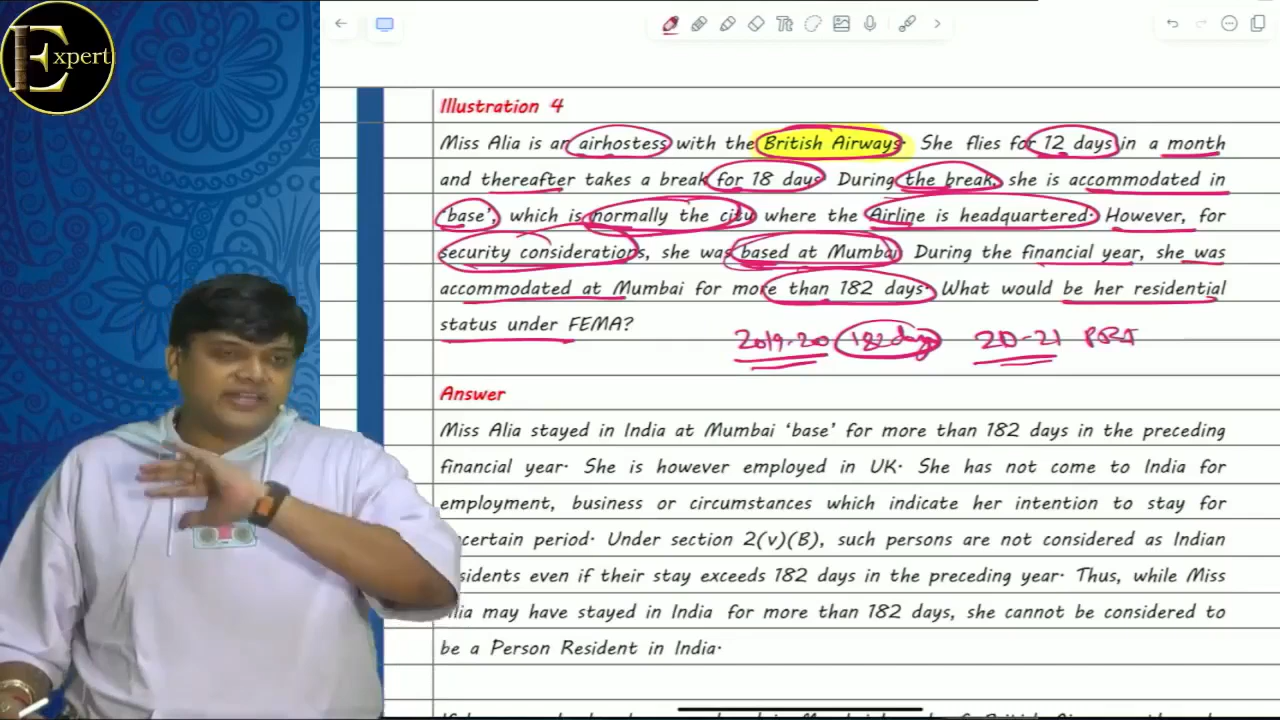 Expert
Illustration 4
Miss Alia is an airhostess with the British Airways. She flies for 12 days in a month
and thereafter takes a break for 18 days. During the break, she is accommodated in
'base', which is normally the city where the Airline is headquartered. However, for
security considerations, she was based at Mumbai. During the financial year, she was
accommodated at Mumbai for more than 182 days. What would be her residential
status under FEMA?
2019-20 182 days 20-21
Answer
Miss Alia stayed in India at Mumbai 'base' for more than 182 days in the preceding
financial year. She is however employed in UK. She has not come to India for
employment, business or circumstances which indicate her intention to stay for
uncertain period. Under section 2(v)(B), such persons are not considered as Indian
residents even if their stay exceeds 182 days in the preceding year. Thus, while Miss
Alia may have stayed in India for more than 182 days, she cannot be considered to
be a Person Resident in India.